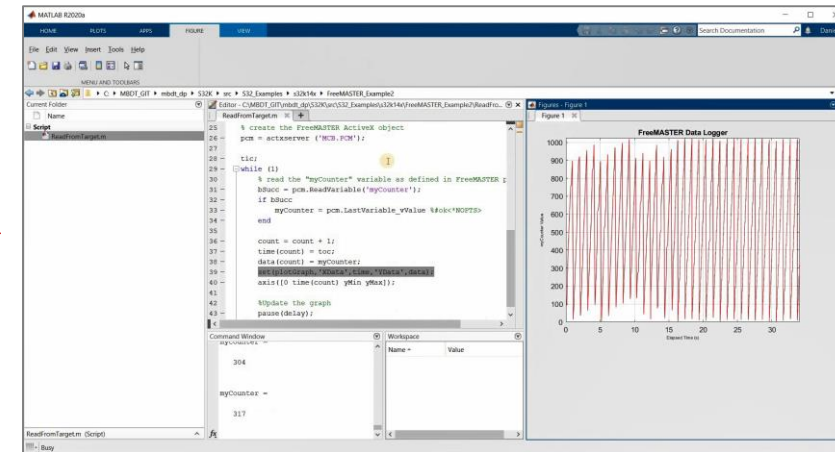 MATLAB R2020a
HOME PLOTS APPS FIGURE VIEW
Search Documentation
File Edit View Insert Tools Help
MENU AND TOOLBARS
C: MBDT_GIT mbdt_dp S32K src S32_Examples s32k14x FreeMASTER_Example2
Current Folder
Name
Script
ReadFromTarget.m
Editor - C:\MBDT_GIT\mbdt_dp\S32K\src\S32_Examples\s32k14x\FreeMASTER_Example2\ReadFro...
ReadFromTarget.m
25 % create the FreeMASTER ActiveX object
26 - pcm = actxserver ('MCB.PCM');
27
28 - tic;
29 - while (1)
30 % read the "myCounter" variable as defined in FreeMASTER p
31 - bSucc = pcm.ReadVariable('myCounter');
32 - if bSucc
33 - myCounter = pcm.LastVariable_vValue %#ok<*NOPTS>
34 - end
35
36 - count = count + 1;
37 - time(count) = toc;
38 - data(count) = myCounter;
39 - set(plotGraph,'XData',time,'YData',data);
40 - axis([0 time(count) yMin yMax]);
41
42 %Update the graph
43 - pause(delay);
Command Window
myCounter =
304
myCounter =
317
fx
Workspace
Name Value
Figures - Figure 1
Figure 1
FreeMASTER Data Logger
1000
900
800
700
600
500
400
300
200
100
0
myCounter Value
0 5 10 15 20 25 30
Elapsed Time (s)
ReadFromTarget.m (Script)
Busy